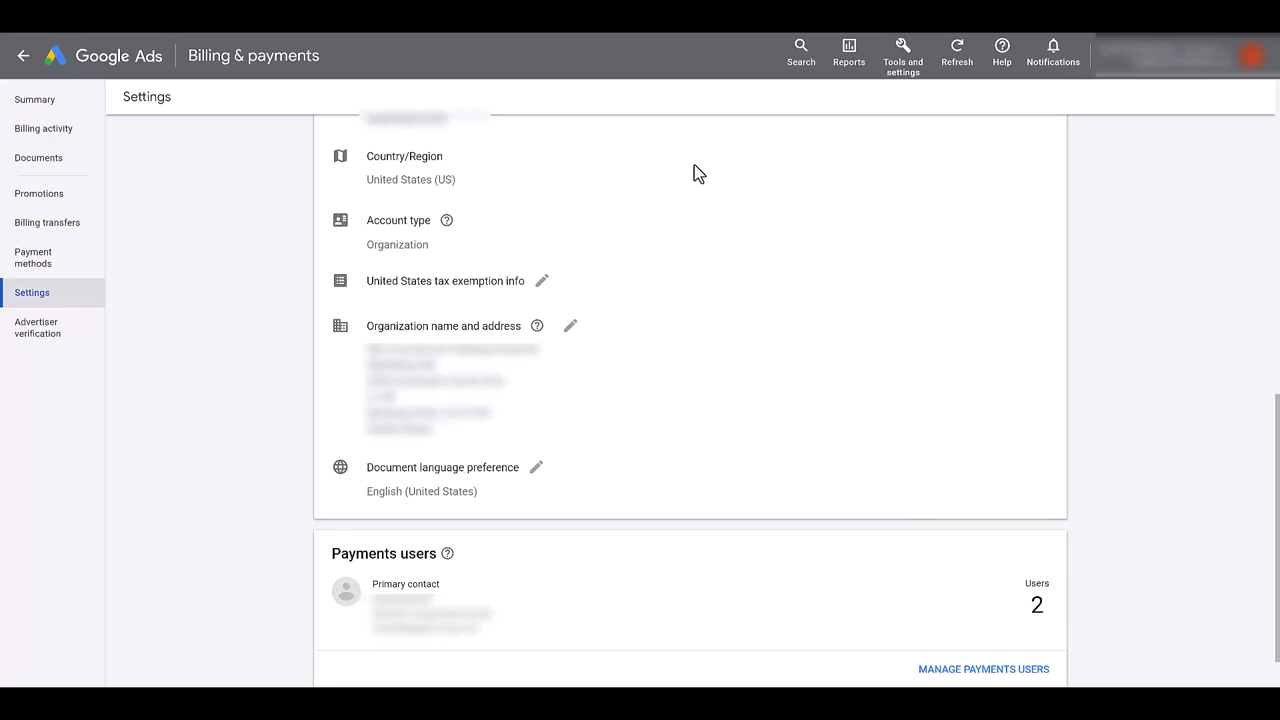 Google Ads
Billing & payments
Search
Reports
Tools and
settings
Refresh
Help
Notifications
Summary
Billing activity
Documents
Promotions
Billing transfers
Payment
methods
Settings
Advertiser
verification
Settings
Country/Region
United States (US)
Account type
Organization
United States tax exemption info
Organization name and address
Document language preference
English (United States)
Payments users
Primary contact
Users
2
MANAGE PAYMENTS USERS